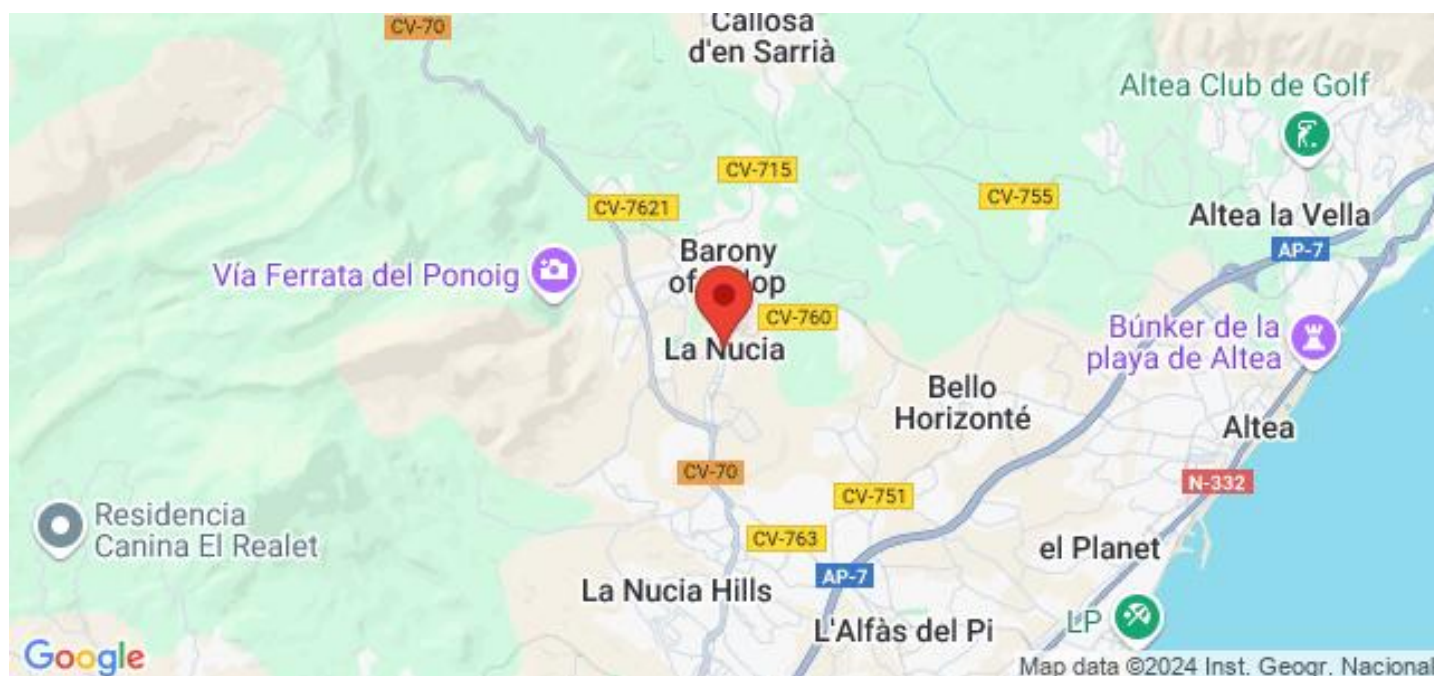 CV-70
Callosa
d'en Sarrià
Altea Club de Golf
CV-715
CV-7621
CV-755
Altea la Vella
AP-7
Barony
Vía Ferrata del Ponoig
CV-760
La Nucia
Búnker de la
playa de Altea
Bello
Horizonté
Altea
CV-70
N-332
CV-751
Residencia
Canina El Realet
CV-763
el Planet
AP-7
La Nucia Hills
L'Alfàs del Pi
LP
Google
Map data ©2024 Inst. Geogr. Nacional